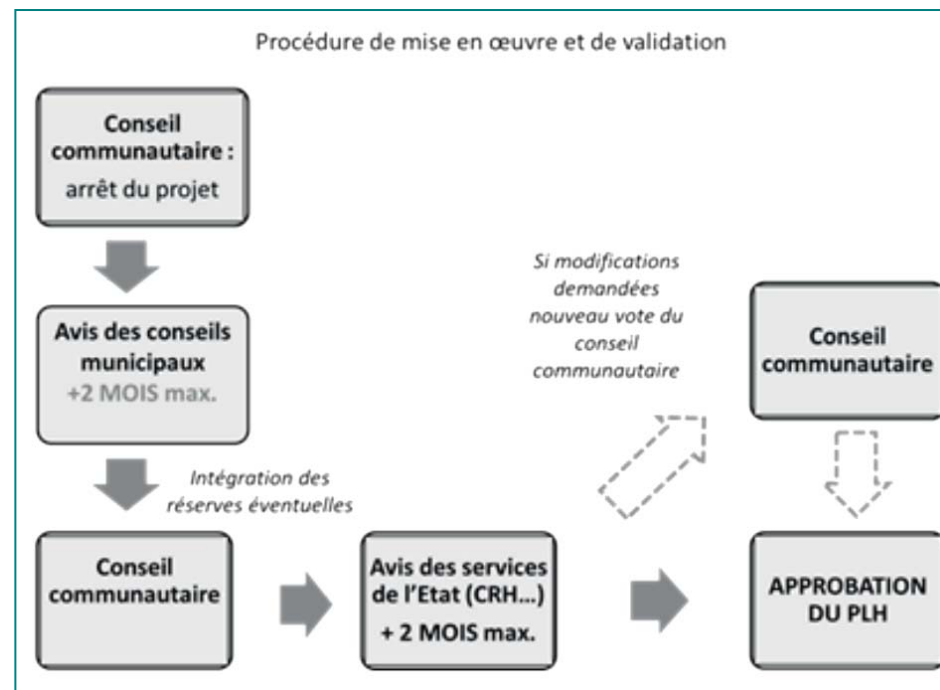 Procédure de mise en œuvre et de validation
Conseil
communautaire :
arrêt du projet
Avis des conseils
municipaux
+2 MOIS max.
Intégration des
réserves éventuelles
Conseil
communautaire
Avis des services
de l'Etat (CRH...)
+ 2 MOIS max.
Si modifications
demandées
nouveau vote du
conseil
communautaire
Conseil
communautaire
APPROBATION
DU PLH